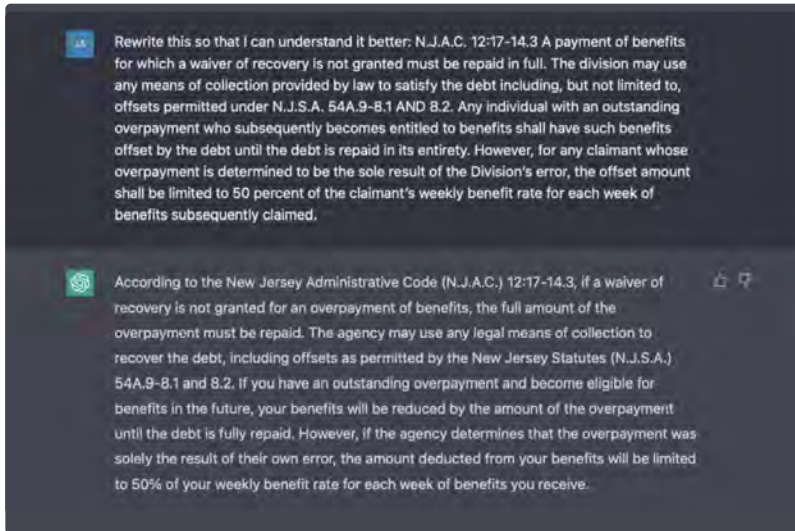 Rewrite this so that I can understand it better: N.J.A.C. 12:17-14.3 A payment of benefits
for which a waiver of recovery is not granted must be repaid in full. The division may use
any means of collection provided by law to satisfy the debt including, but not limited to,
offsets permitted under N.J.S.A. 54A.9-8.1 AND 8.2. Any individual with an outstanding
overpayment who subsequently becomes entitled to benefits shall have such benefits
offset by the debt until the debt is repaid in its entirety. However, for any claimant whose
overpayment is determined to be the sole result of the Division's error, the offset amount
shall be limited to 50 percent of the claimant's weekly benefit rate for each week of
benefits subsequently claimed.
According to the New Jersey Administrative Code (N.J.A.C.) 12:17-14.3, if a waiver of
recovery is not granted for an overpayment of benefits, the full amount of the
overpayment must be repaid. The agency may use any legal means of collection to
recover the debt, including offsets as permitted by the New Jersey Statutes (N.J.S.A.)
54A.9-8.1 and 8.2. If you have an outstanding overpayment and become eligible for
benefits in the future, your benefits will be reduced by the amount of the overpayment
until the debt is fully repaid. However, if the agency determines that the overpayment was
solely the result of their own error, the amount deducted from your benefits will be limited
to 50% of your weekly benefit rate for each week of benefits you receive.